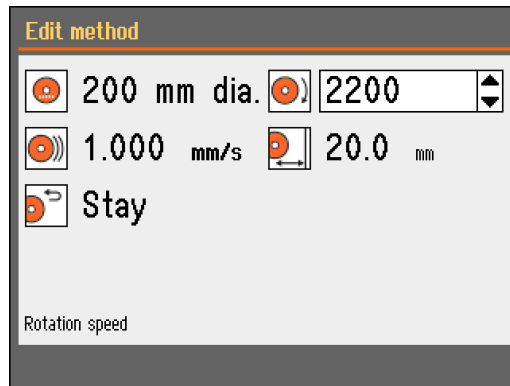 Edit method
200 mm dia. 2200
1.000 mm/s 20.0 mm
Stay
Rotation speed